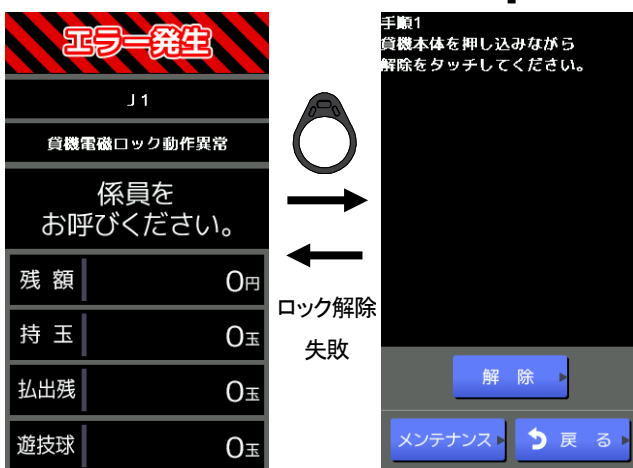 エラー発生
J1
貸機電磁ロック動作異常
係員を
お呼びください。
残 額 0円
持 玉 0玉
払出残 0玉
遊技球 0玉
ロック解除
失敗
手順1
貸機本体を押し込みながら
解除をタッチしてください。
解 除
メンテナンス
戻 る